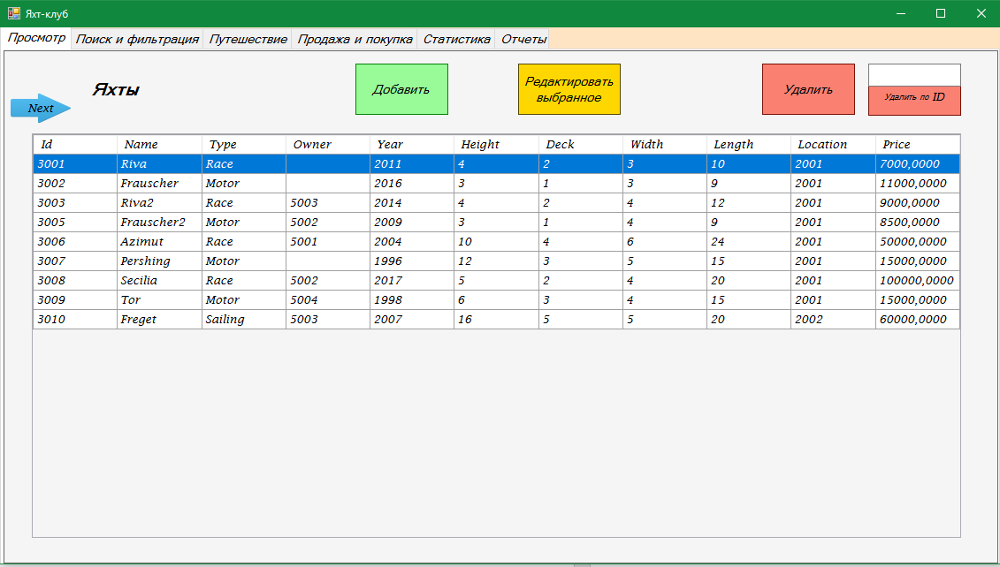 Яхт-клуб
Просмотр Поиск и фильтрация Путешествие Продажа и покупка Статистика Отчеты
Next
Яхты
Добавить
Редактировать
выбранное
Удалить
Удалить по ID
Id Name Type Owner Year Height Deck Width Length Location Price
3001 Riva Race 2011 4 2 3 10 2001 7000,0000
3002 Frauscher Motor 2016 3 1 3 9 2001 11000,0000
3003 Riva2 Race 5003 2014 4 2 4 12 2001 9000,0000
3005 Frauscher2 Motor 5002 2009 3 1 4 9 2001 8500,0000
3006 Azimut Race 5001 2004 10 4 6 24 2001 50000,0000
3007 Pershing Motor 1996 12 3 5 15 2001 15000,0000
3008 Secilia Race 5002 2017 5 2 4 20 2001 100000,0000
3009 Tor Motor 5004 1998 6 3 4 15 2001 15000,0000
3010 Freget Sailing 5003 2007 16 5 5 20 2002 60000,0000